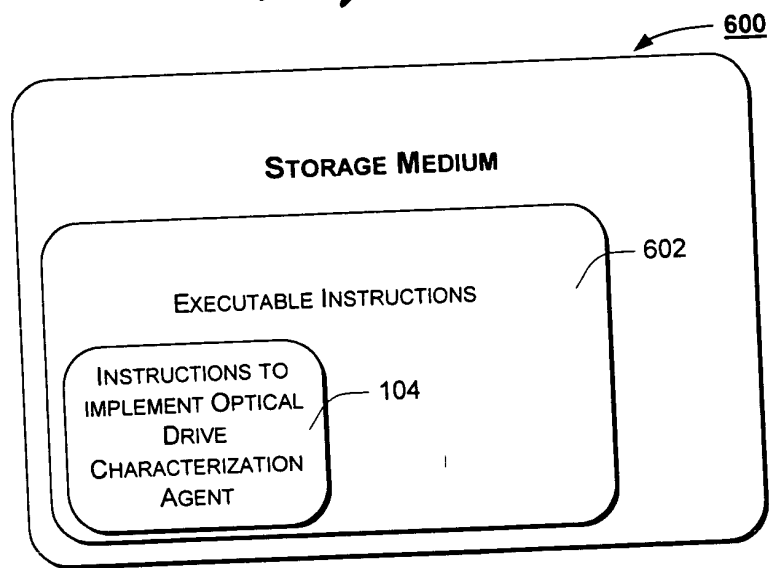 600
STORAGE MEDIUM
602
EXECUTABLE INSTRUCTIONS
INSTRUCTIONS TO
IMPLEMENT OPTICAL
DRIVE
CHARACTERIZATION
AGENT
104